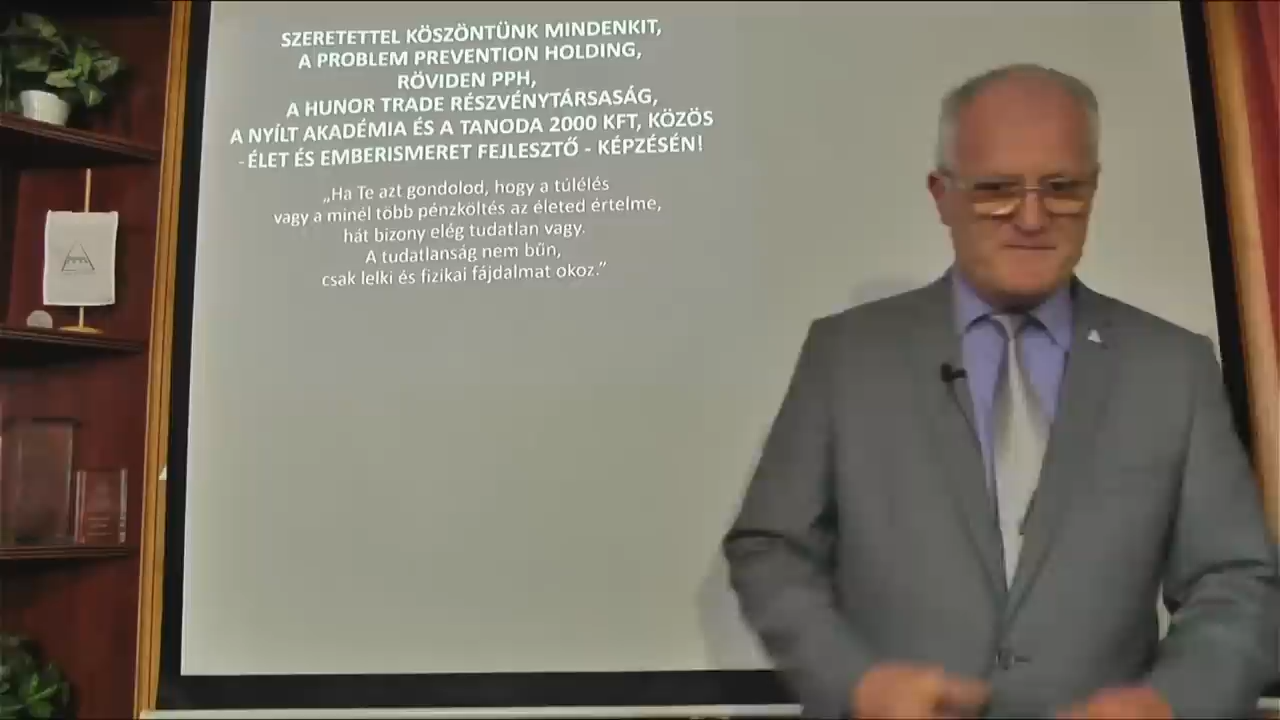 SZERETETTEL KÖSZÖNTÜNK MINDENKIT,
A PROBLEM PREVENTION HOLDING,
RÖVIDEN PPH,
A HUNOR TRADE RÉSZVÉNYTÁRSASÁG,
A NYÍLT AKADÉMIA ÉS A TANODA 2000 KFT, KÖZÖS
- ÉLET ÉS EMBERISMERET FEJLESZTŐ - KÉPZÉSÉN!
„Ha Te azt gondolod, hogy a túlélés
vagy a minél több pénzköltés az életed értelme,
hát bizony elég tudatlan vagy.
A tudatlanság nem bűn,
csak lelki és fizikai fájdalmat okoz.”